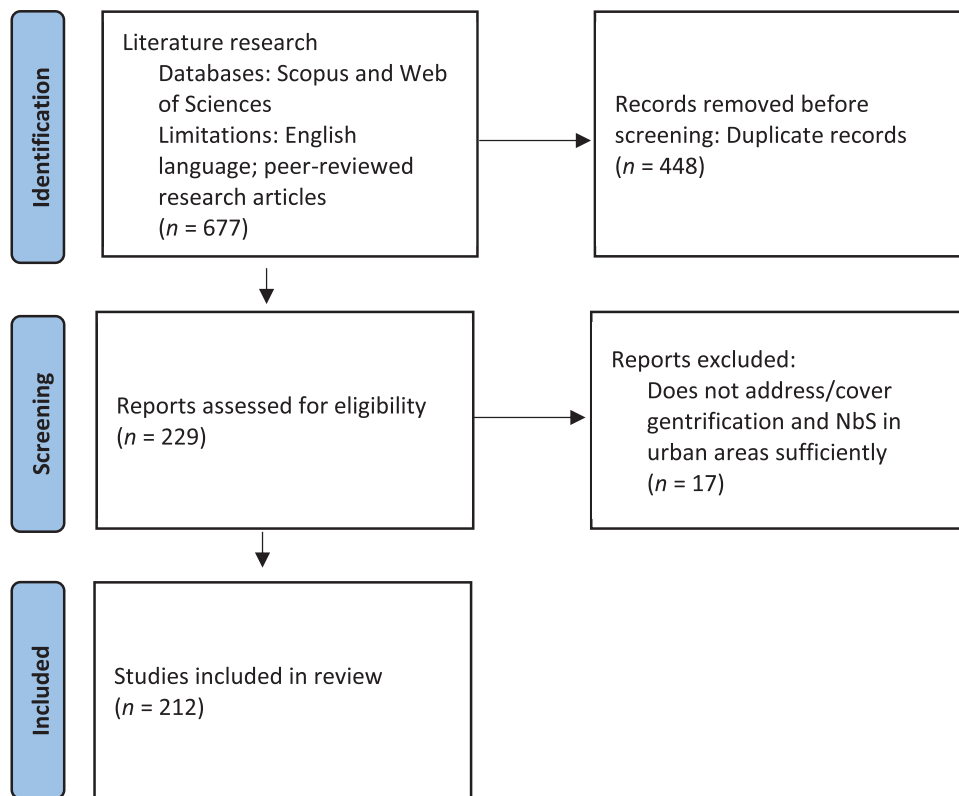 Identification
Literature research
Databases: Scopus and Web
of Sciences
Limitations: English
language; peer-reviewed
research articles
(n = 677)
Records removed before
screening: Duplicate records
(n = 448)
Screening
Reports assessed for eligibility
(n = 229)
Reports excluded:
Does not address/cover
gentrification and NbS in
urban areas sufficiently
(n = 17)
Included
Studies included in review
(n = 212)